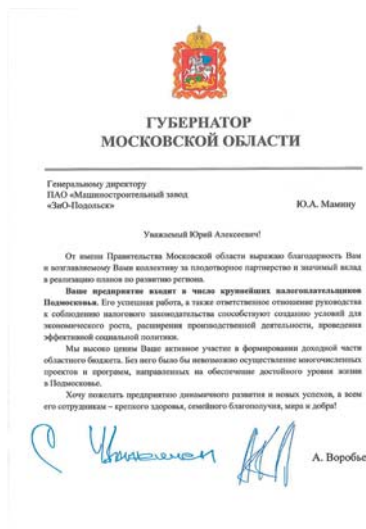 ГУБЕРНАТОР
МОСКОВСКОЙ ОБЛАСТИ
Генеральному директору
ПАО «Машиностроительный завод
«ЗиО-Подольск»
Ю.А. Мамину
Уважаемый Юрий Алексеевич!
От имени Правительства Московской области выражаю благодарность Вам
и возглавляемому Вами коллективу за плодотворное партнерство и значимый вклад
в реализацию планов по развитию региона.
Ваше предприятие входит в число крупнейших налогоплательщиков
Подмосковья. Его успешная работа, а также ответственное отношение руководства
к соблюдению налогового законодательства способствуют созданию условий для
экономического роста, расширения производственной деятельности, проведения
эффективной социальной политики.
Мы высоко ценим Ваше активное участие в формировании доходной части
областного бюджета. Без него было бы невозможно осуществление многочисленных
проектов и программ, направленных на обеспечение достойного уровня жизни
в Подмосковье.
Хочу пожелать предприятию динамичного развития и новых успехов, а всем
его сотрудникам – крепкого здоровья, семейного благополучия, мира и добра!
С уважением
А. Воробье